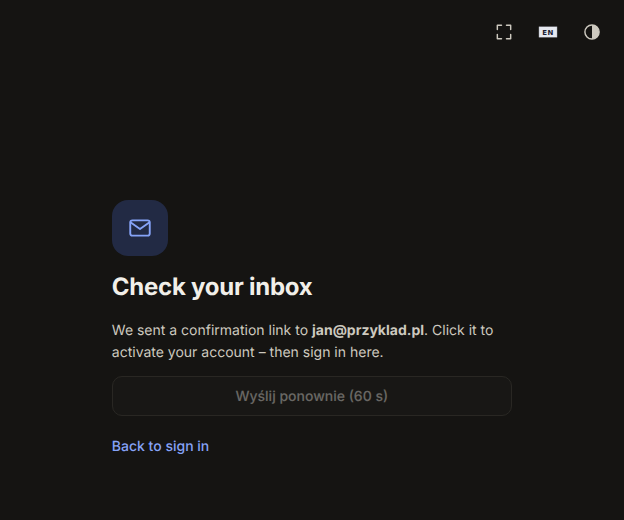 EN
Check your inbox
We sent a confirmation link to jan@przyklad.pl. Click it to
activate your account – then sign in here.
Wyślij ponownie (60 s)
Back to sign in